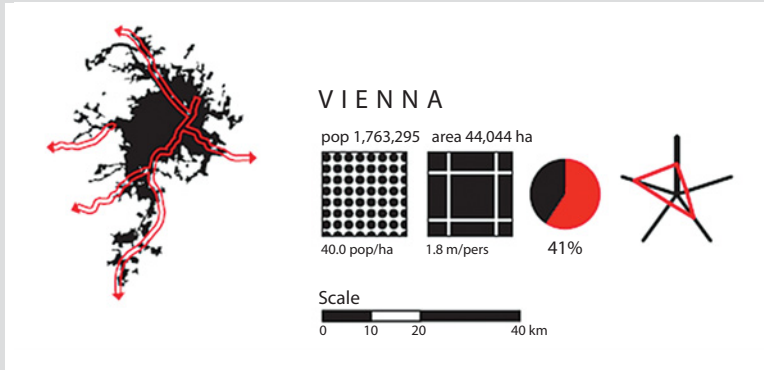 VIENNA
pop 1,763,295 area 44,044 ha
40.0 pop/ha 1.8 m/pers 41%
Scale
0 10 20 40 km